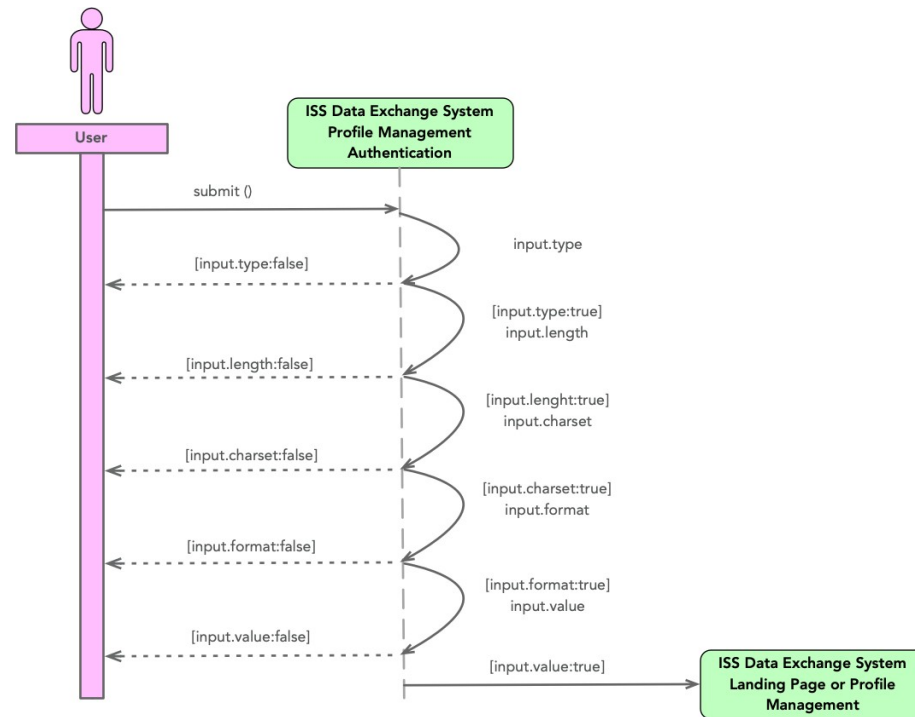 User
ISS Data Exchange System
Profile Management
Authentication
submit ()
input.type
[input.type:false]
[input.type:true]
input.length
[input.length:false]
[input.lenght:true]
input.charset
[input.charset:false]
[input.charset:true]
input.format
[input.format:false]
[input.format:true]
input.value
[input.value:false]
[input.value:true]
ISS Data Exchange System
Landing Page or Profile
Management